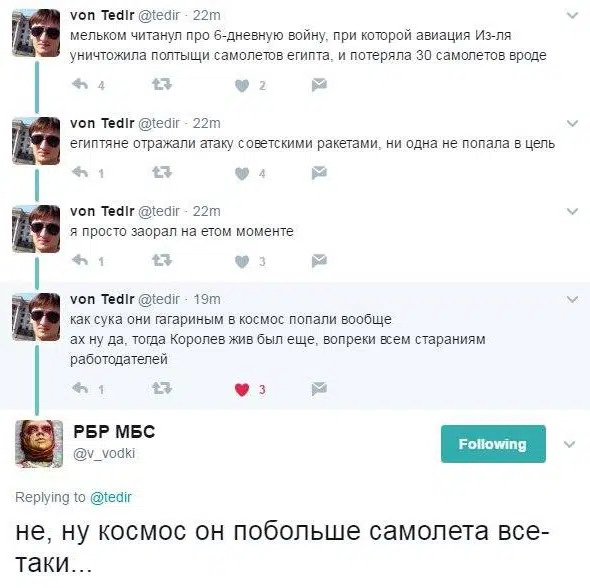 von Tedir @tedir · 22m
мельком читанул про 6-дневную войну, при которой авиация Из-ля
уничтожила полтыщи самолетов египта, и потеряла 30 самолетов вроде
4 2
von Tedir @tedir · 22m
египтяне отражали атаку советскими ракетами, ни одна не попала в цель
1 4
von Tedir @tedir · 22m
я просто заорал на етом моменте
1 3
von Tedir @tedir · 19m
как сука они гагариным в космос попали вообще
ах ну да, тогда Королев жив был еще, вопреки всем стараниям
работодателей
1 3
РБР МБС
@v_vodki
Following
Replying to @tedir
не, ну космос он побольше самолета все-
таки...